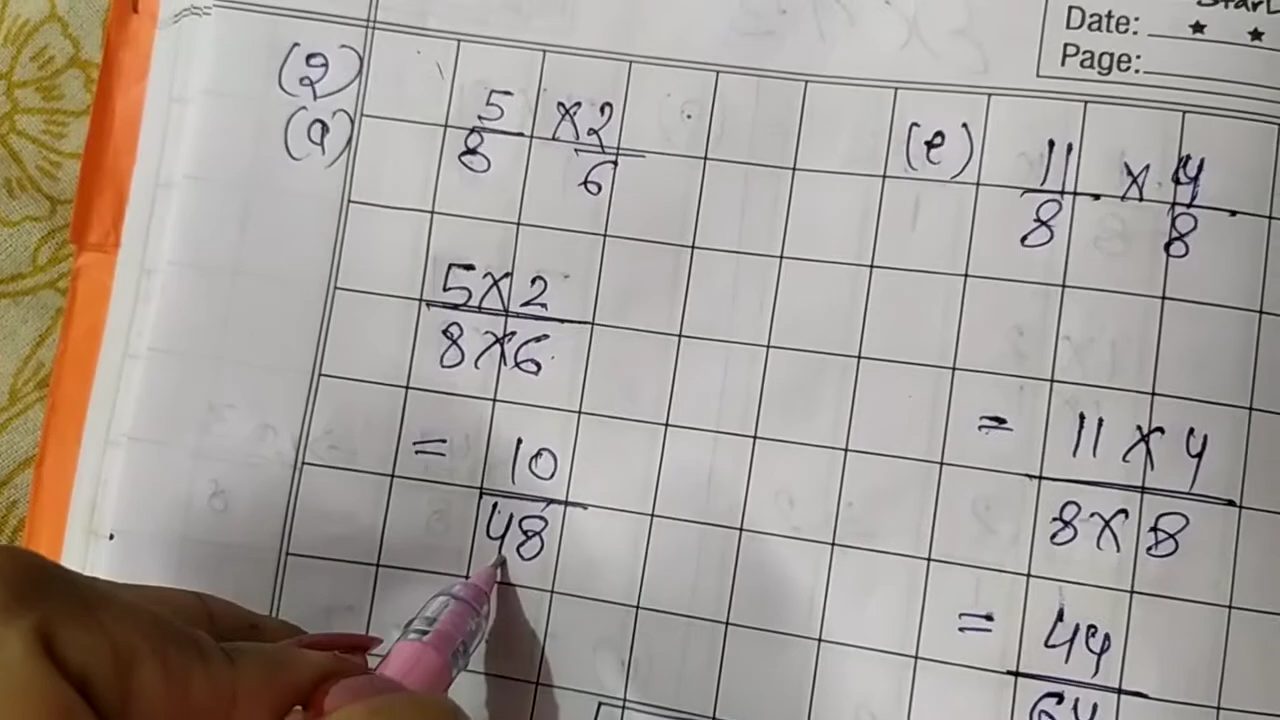 Date:
Page:
(2)
(a) 5/8 × 2/6
5×2
8×6
= 10
48
(e) 11/8 × 4/8
= 11×4
8×8
= 44
64